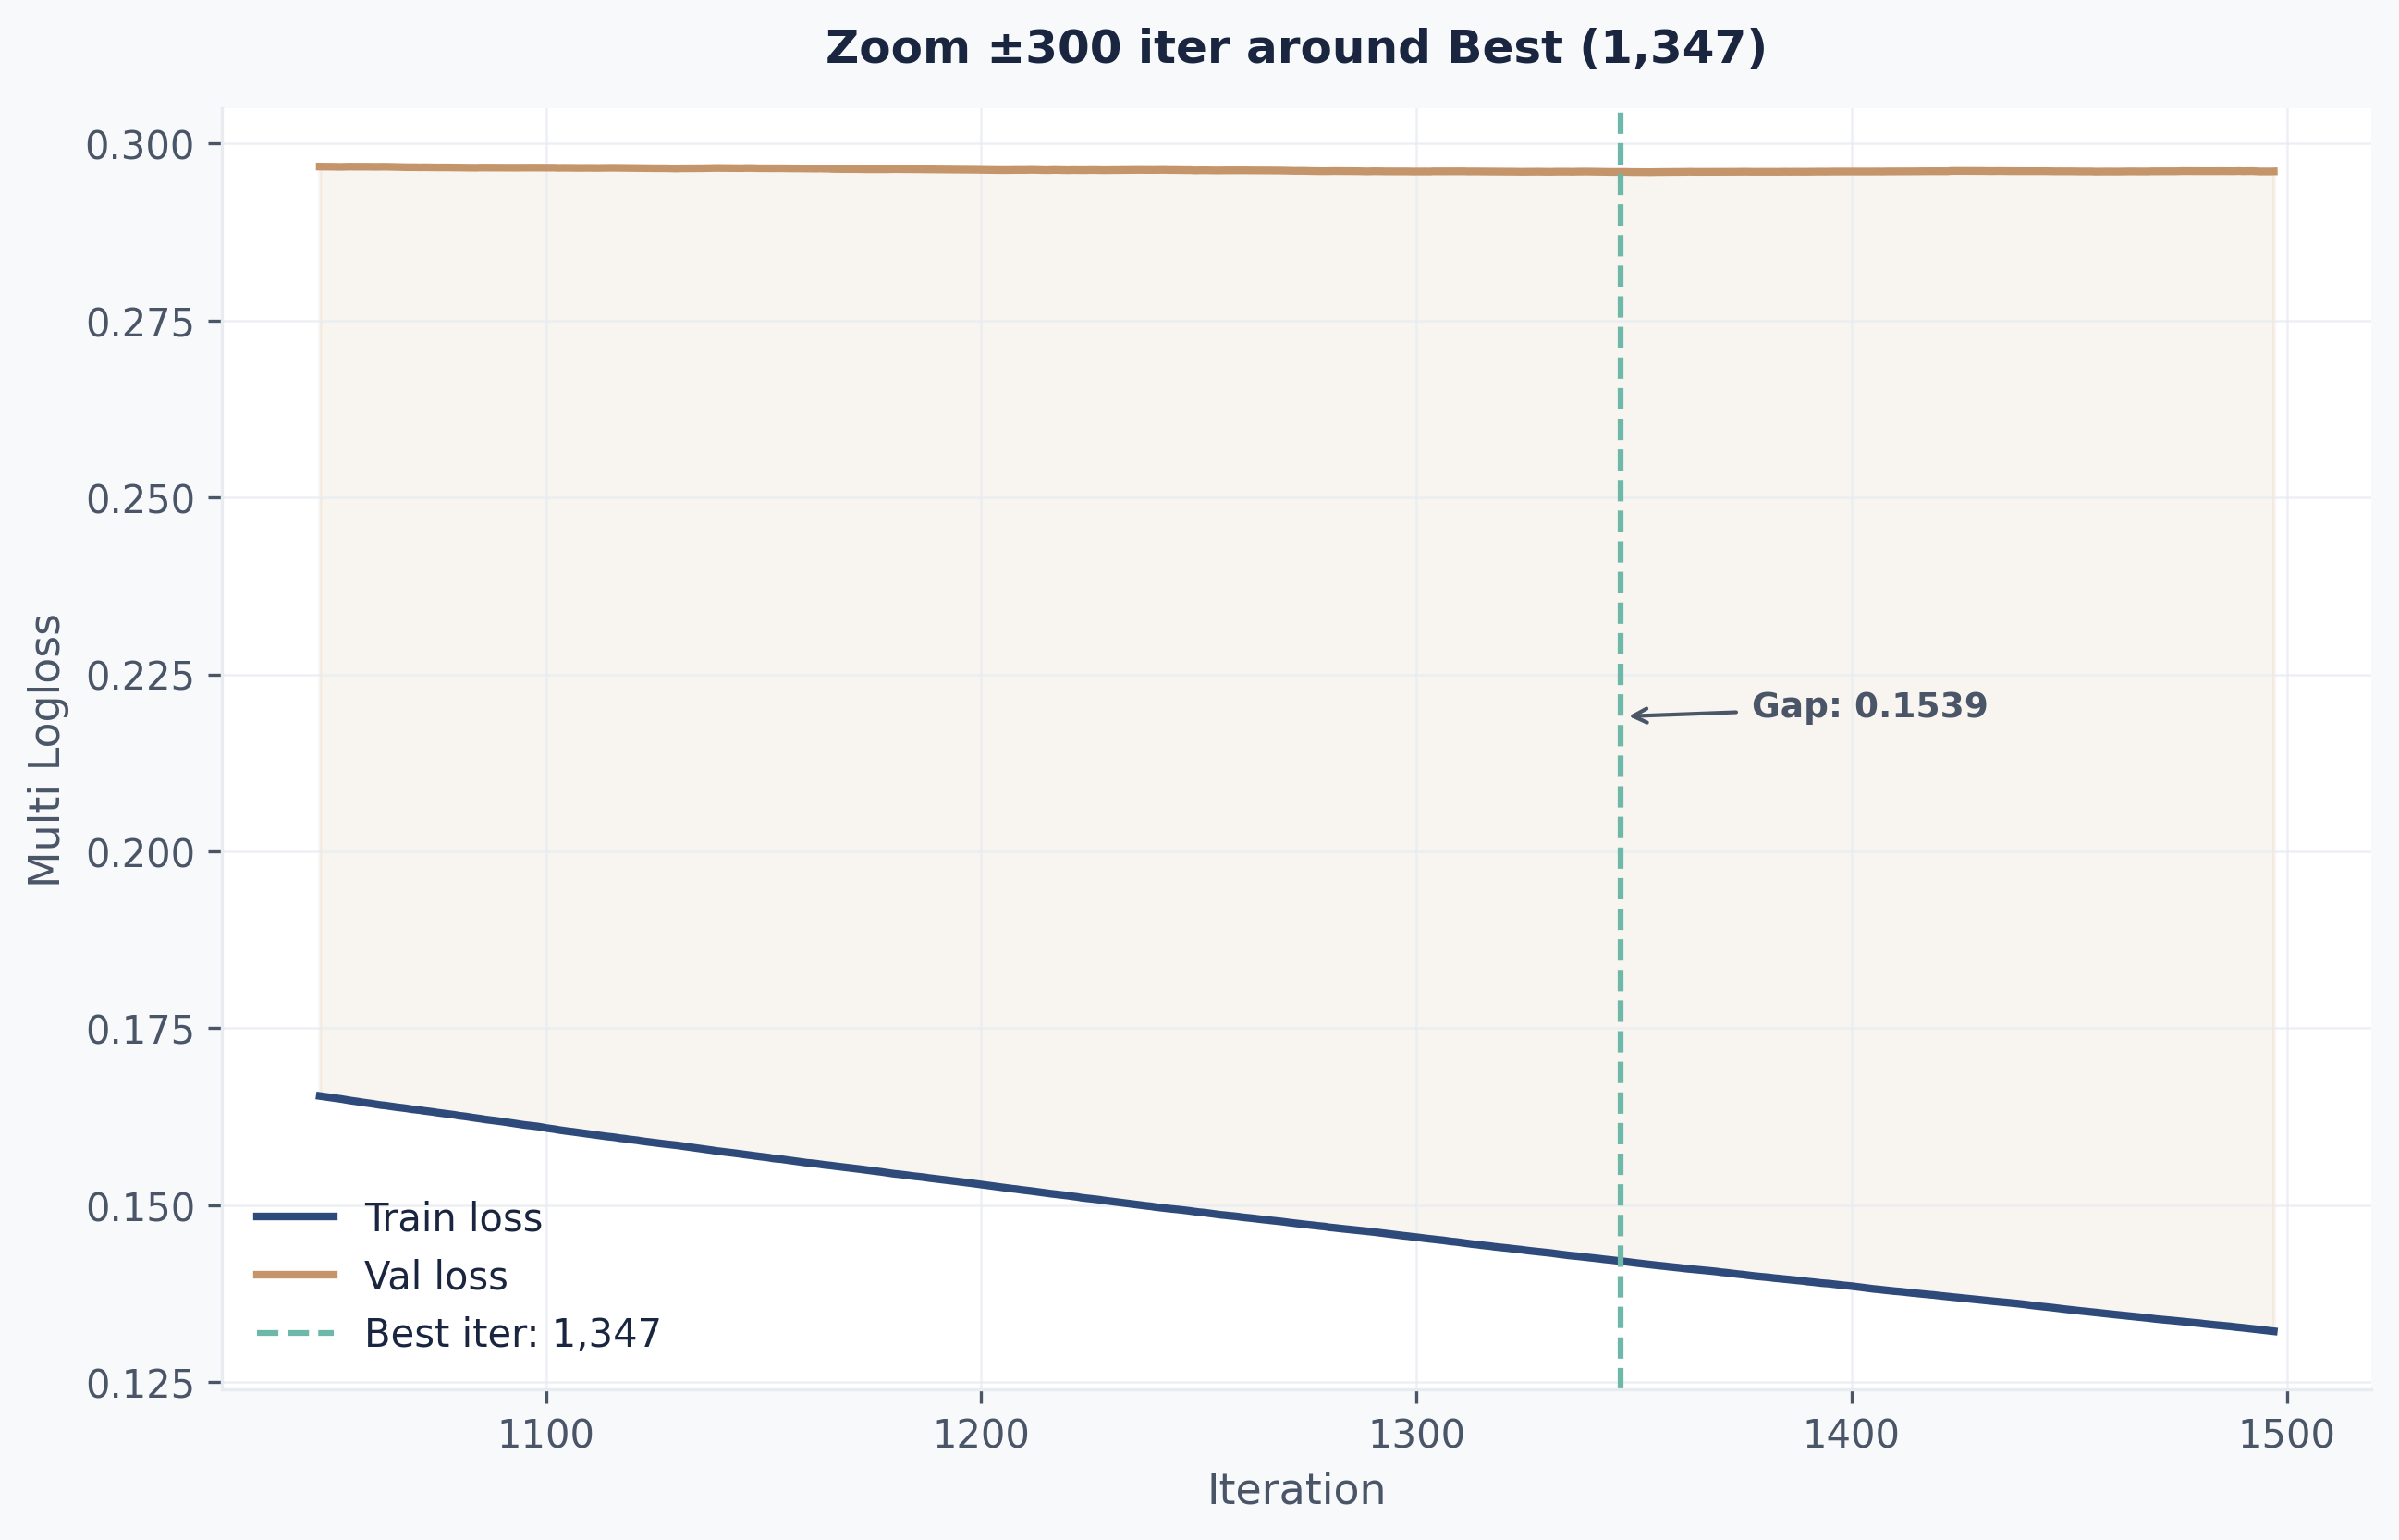 Zoom ±300 iter around Best (1,347)
Multi Logloss
0.300
0.275
0.250
0.225
0.200
0.175
0.150
0.125
Gap: 0.1539
Train loss
Val loss
Best iter: 1,347
1100 1200 1300 1400 1500
Iteration